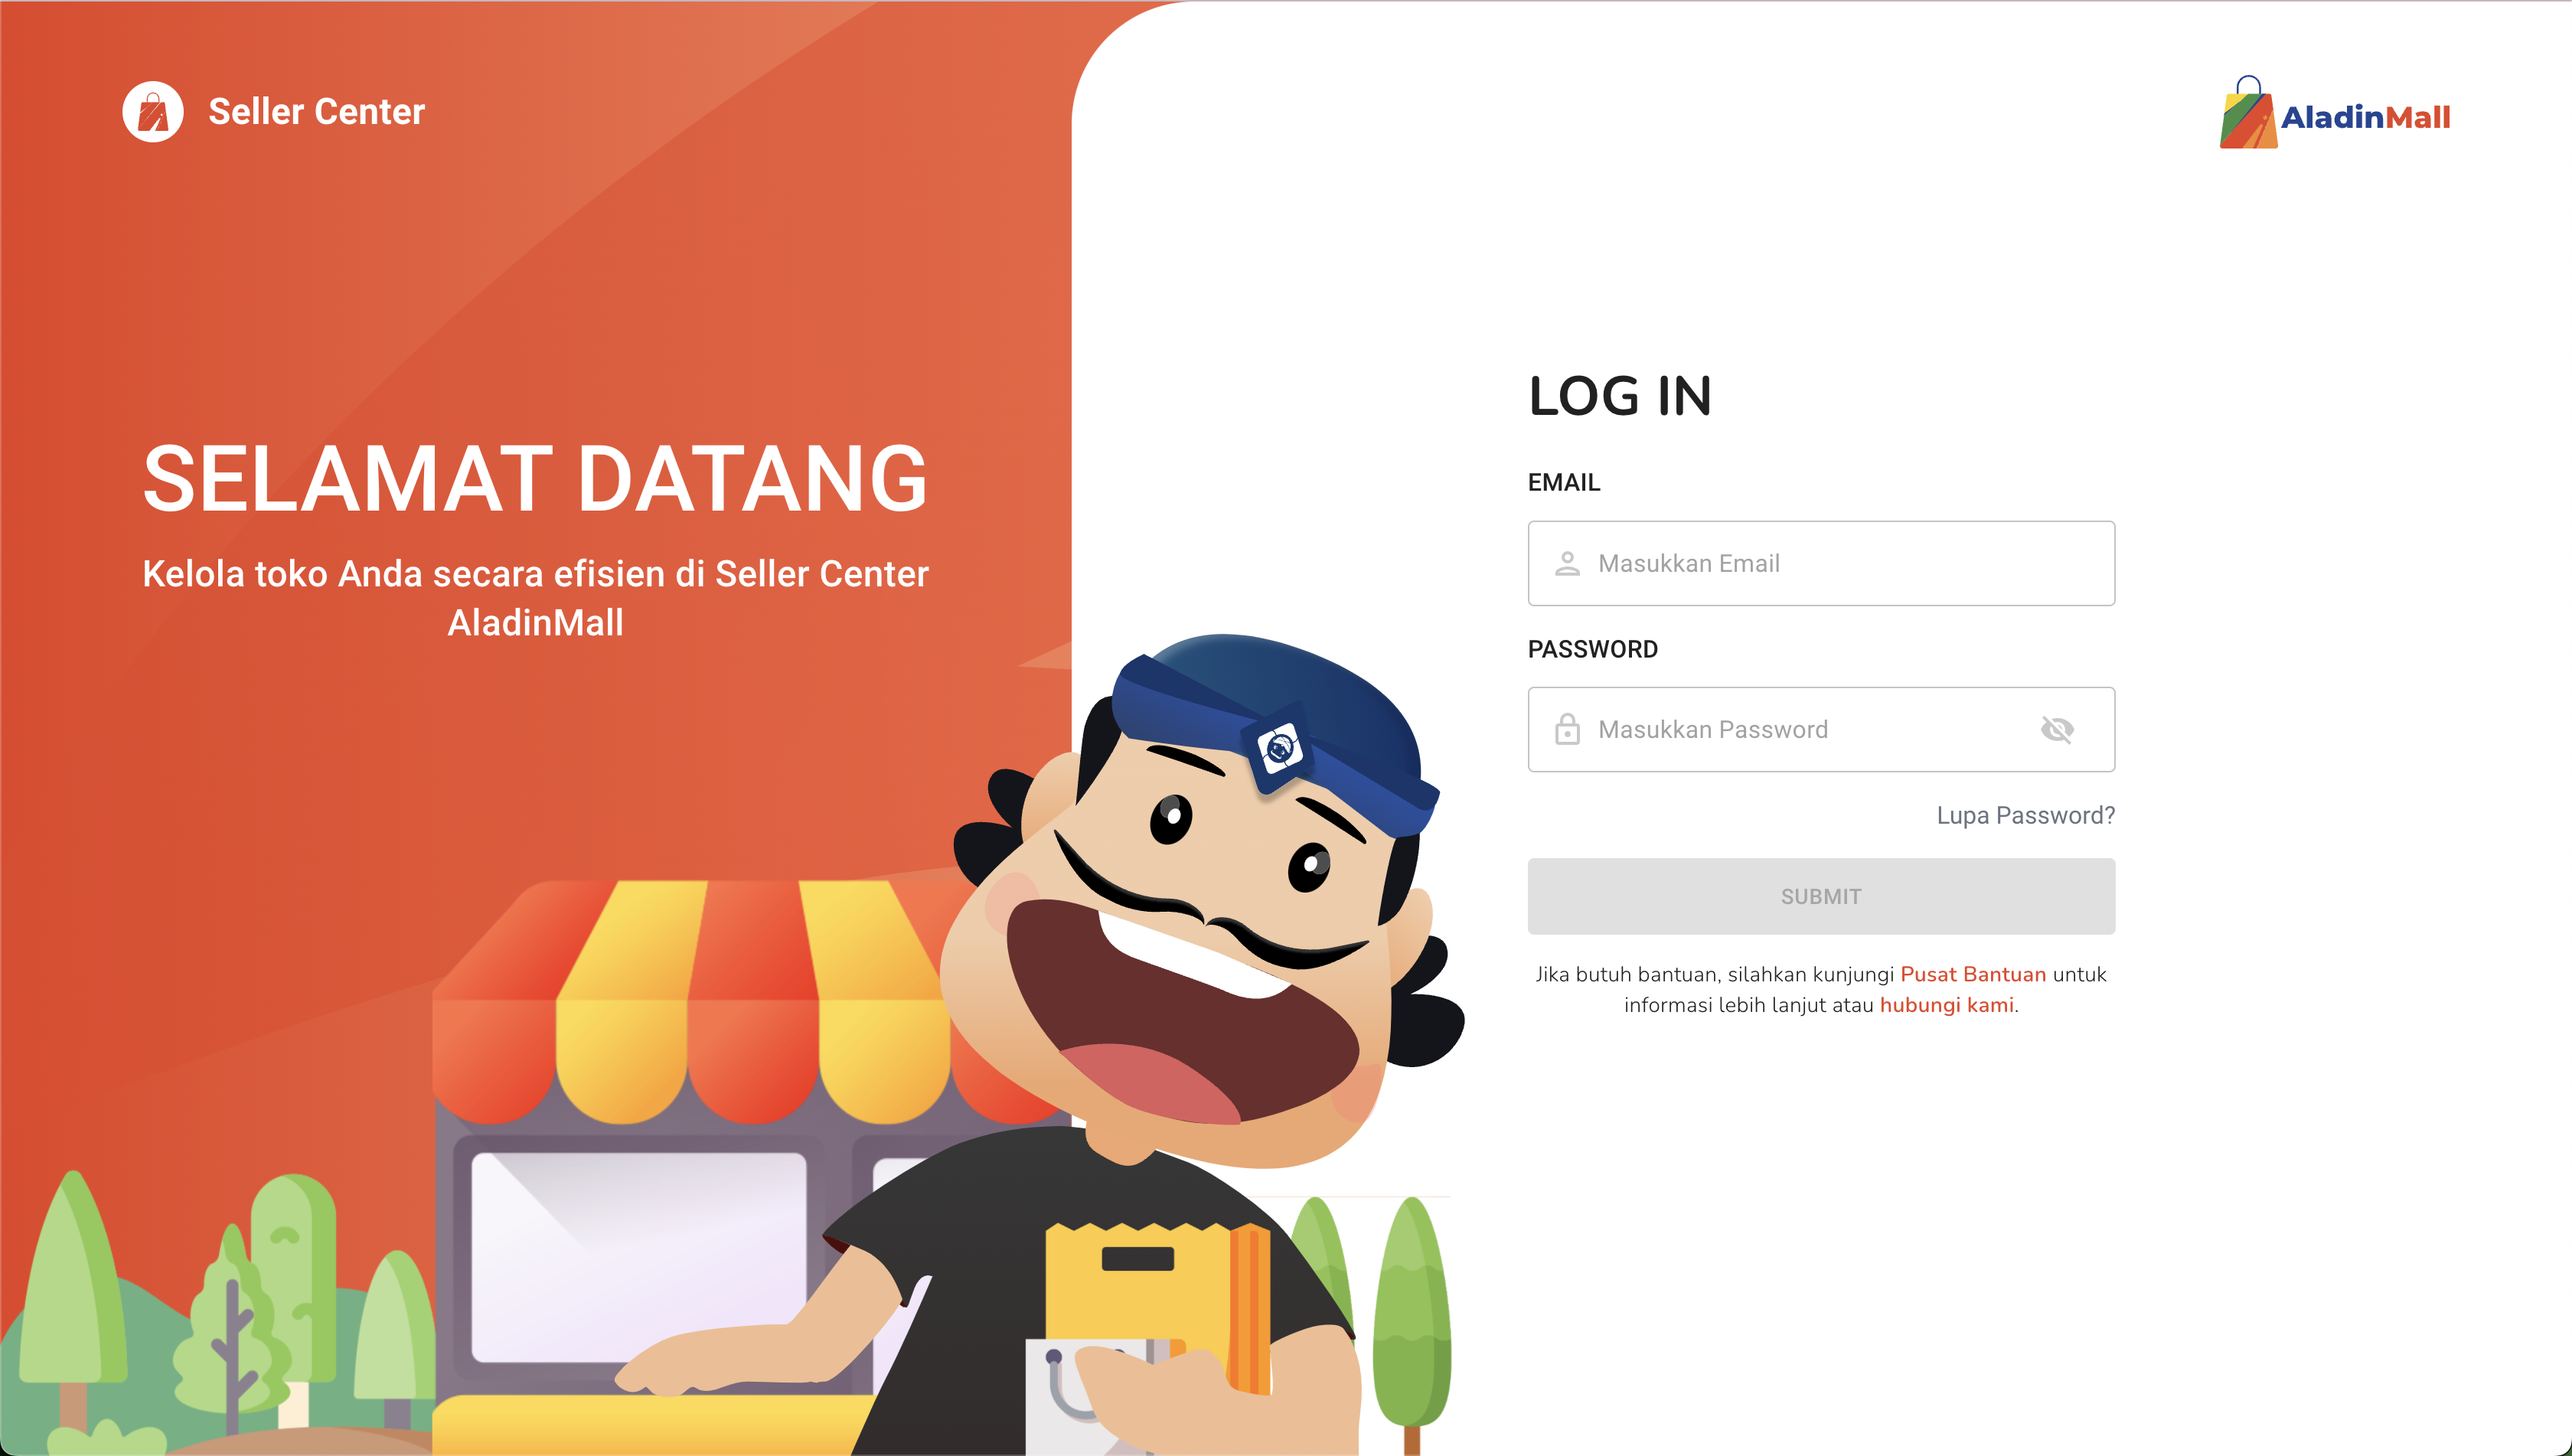 Seller Center
SELAMAT DATANG
Kelola toko Anda secara efisien di Seller Center
AladinMall
AladinMall
LOG IN
EMAIL
Masukkan Email
PASSWORD
Masukkan Password
Lupa Password?
SUBMIT
Jika butuh bantuan, silahkan kunjungi Pusat Bantuan untuk
informasi lebih lanjut atau hubungi kami.